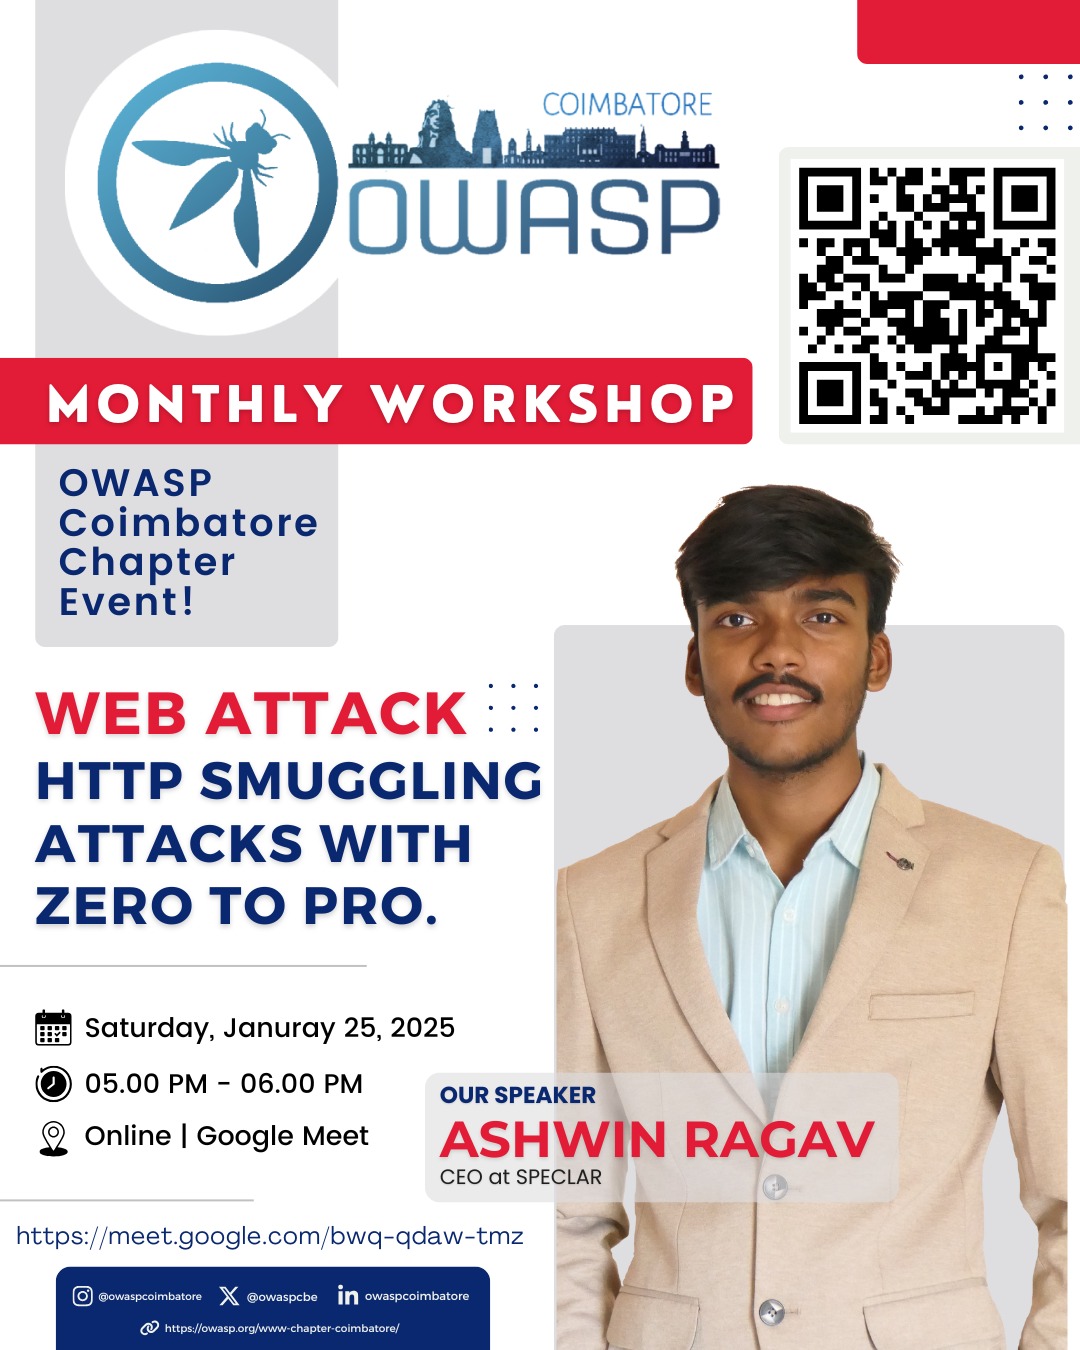 COIMBATORE
OWASP
MONTHLY WORKSHOP
OWASP
Coimbatore
Chapter
Event!
WEB ATTACK
HTTP SMUGGLING
ATTACKS WITH
ZERO TO PRO.
Saturday, Januray 25, 2025
05.00 PM - 06.00 PM
Online | Google Meet
OUR SPEAKER
ASHWIN RAGAV
CEO at SPECLAR
https://meet.google.com/bwq-qdaw-tmz
@owaspcoimbatore @owaspcbe owaspcoimbatore
https://owasp.org/www-chapter-coimbatore/